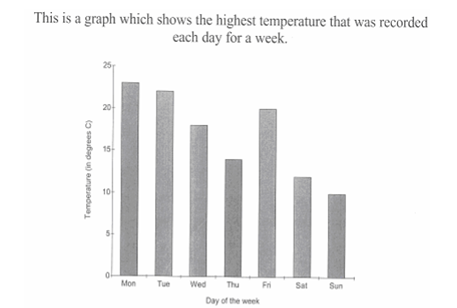 This is a graph which shows the highest temperature that was recorded
each day for a week.
25
20
15
10
5
0
Temperature (in degrees C)
Mon Tue Wed Thu Fri Sat Sun
Day of the week